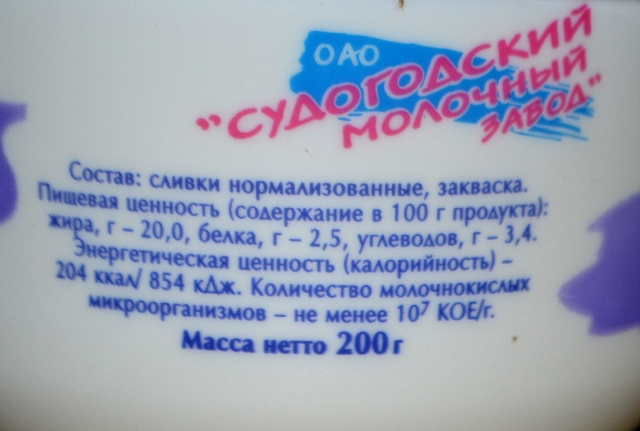 ОАО
"СУДОГОДСКИЙ
МОЛОЧНЫЙ
ЗАВОД"
Состав: сливки нормализованные, закваска.
Пищевая ценность (содержание в 100 г продукта):
жира, г – 20,0, белка, г – 2,5, углеводов, г – 3,4.
Энергетическая ценность (калорийность) –
204 ккал/ 854 кДж. Количество молочнокислых
микроорганизмов – не менее 10⁷ КОЕ/г.
Масса нетто 200 г